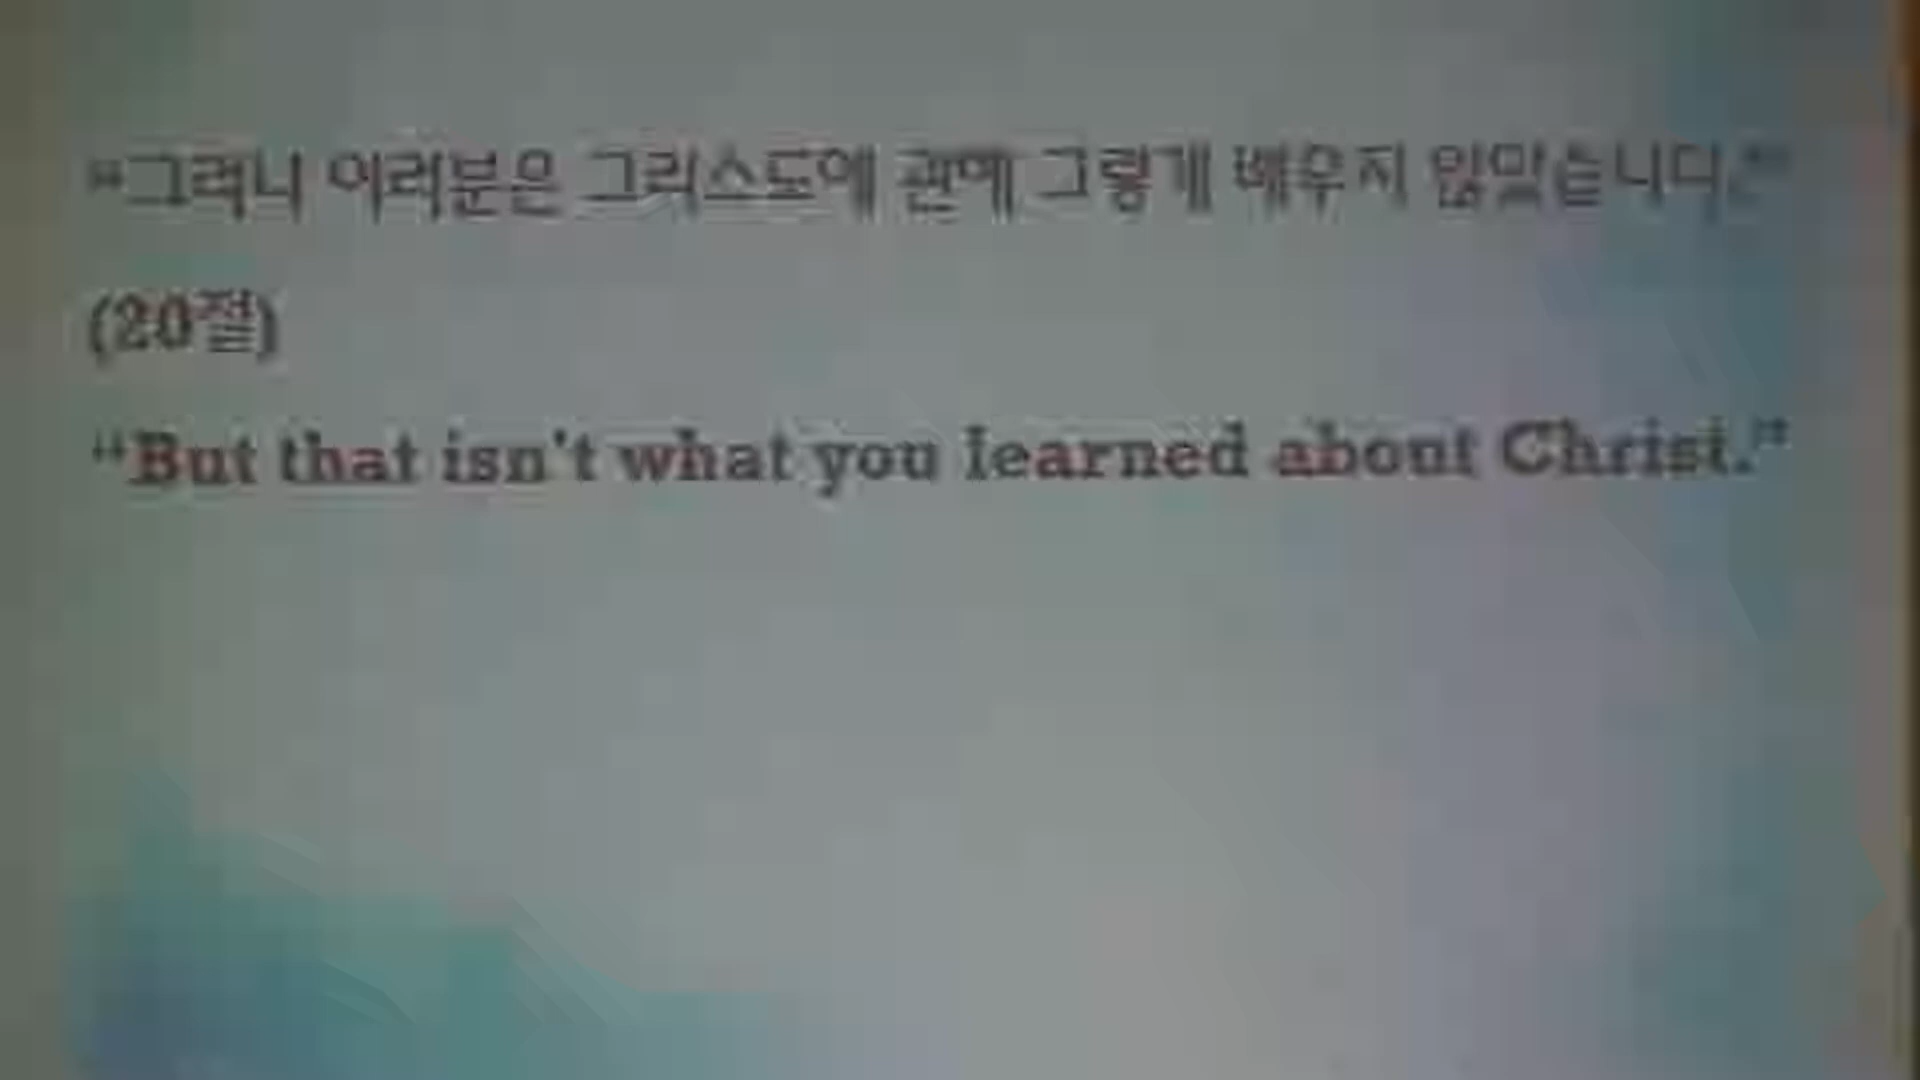 "그러나 여러분은 그리스도에 관해 그렇게 배우지 않았습니다."
(20절)
“But that isn't what you learned about Christ.”